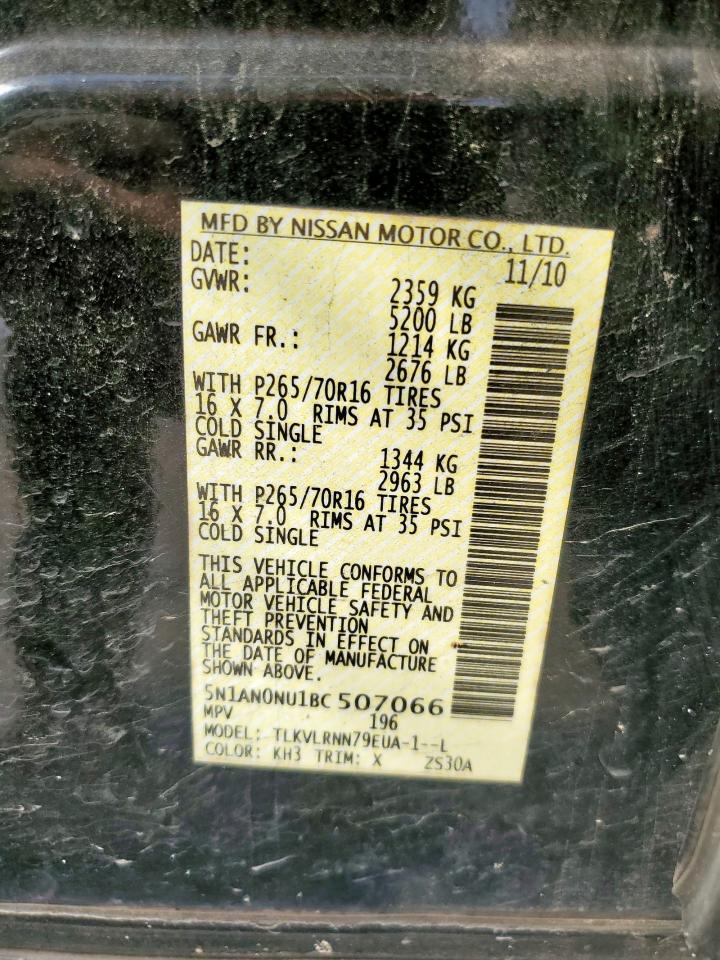 MFD BY NISSAN MOTOR CO., LTD.
DATE: 11/10
GVWR: 2359 KG
5200 LB
GAWR FR.: 1214 KG
2676 LB
WITH P265/70R16 TIRES
16 X 7.0 RIMS AT 35 PSI
COLD SINGLE
GAWR RR.: 1344 KG
2963 LB
WITH P265/70R16 TIRES
16 X 7.0 RIMS AT 35 PSI
COLD SINGLE
THIS VEHICLE CONFORMS TO
ALL APPLICABLE FEDERAL
MOTOR VEHICLE SAFETY AND
THEFT PREVENTION
STANDARDS IN EFFECT ON
THE DATE OF MANUFACTURE
SHOWN ABOVE.
5N1AN0NU1BC 507066
MPV 196
MODEL: TLKVLRNN79EUA-1--L
COLOR: KH3 TRIM: X ZS30A